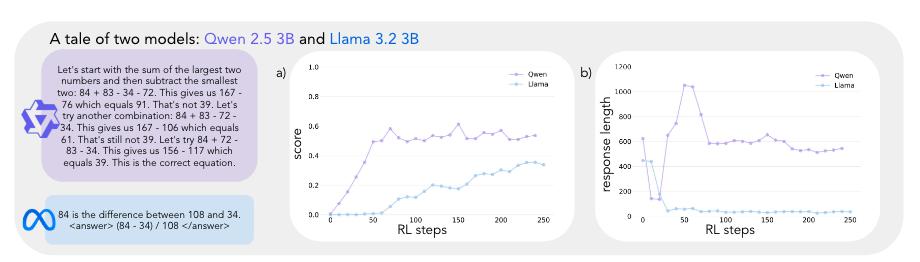 A tale of two models: Qwen 2.5 3B and Llama 3.2 3B
Let's start with the sum of the largest two
numbers and then subtract the smallest
two: 84 + 83 - 34 - 72. This gives us 167 -
76 which equals 91. That's not 39. Let's
try another combination: 84 + 83 - 72 -
34. This gives us 167 - 106 which equals
61. That's still not 39. Let's try 84 + 72 -
83 - 34. This gives us 156 - 117 which
equals 39. This is the correct equation.
84 is the difference between 108 and 34.
<answer> (84 - 34) / 108 </answer>
a)
score
1.0
0.8
0.6
0.4
0.2
0.0
0
50
100
150
200
250
RL steps
Qwen
Llama
b)
response length
1200
1000
800
600
400
200
0
0
50
100
150
200
250
RL steps
Qwen
Llama